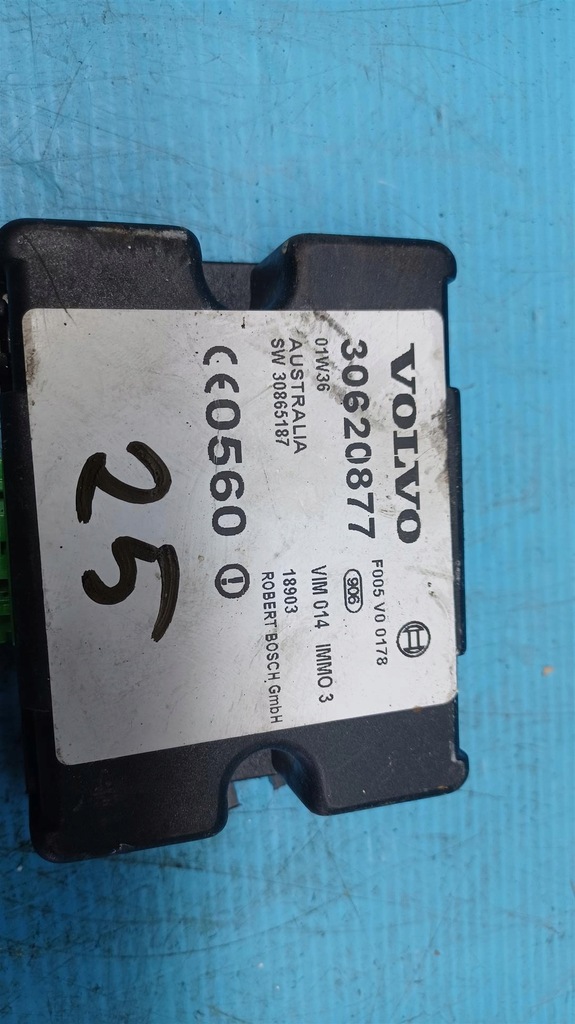 VOLVO
30620877
01W36
AUSTRALIA
SW 30865187
CE0560
F005 V0 0178
906
VIM 014 IMMO 3
18903
ROBERT BOSCH GmbH
25